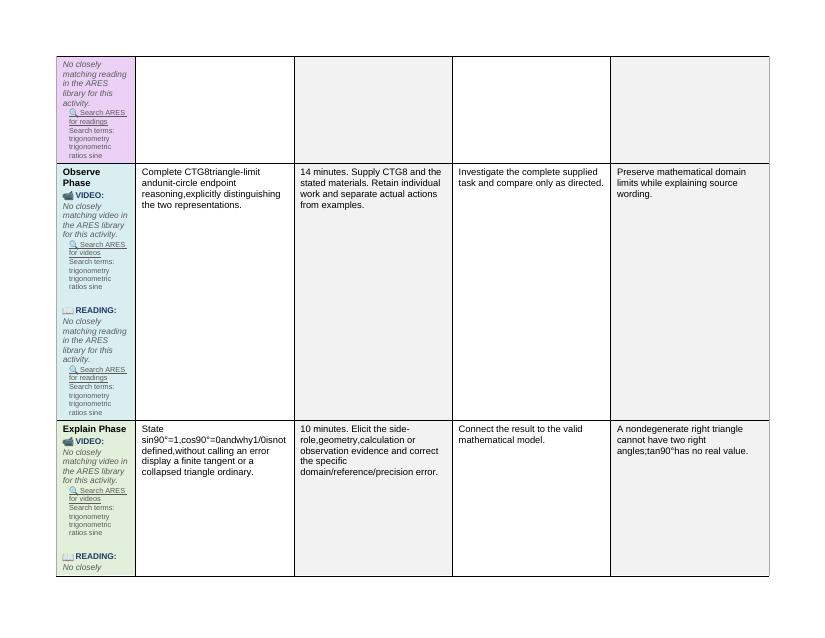 No closely
matching reading
in the ARES
library for this
activity.
🔍 Search ARES
for readings
Search terms:
trigonometry
trigonometric
ratios sine
Observe
Phase
📹 VIDEO:
No closely
matching video in
the ARES library
for this activity.
🔍 Search ARES
for videos
Search terms:
trigonometry
trigonometric
ratios sine
📖 READING:
No closely
matching reading
in the ARES
library for this
activity.
🔍 Search ARES
for readings
Search terms:
trigonometry
trigonometric
ratios sine
Complete CTG8triangle-limit
andunit-circle endpoint
reasoning,explicitly distinguishing
the two representations.
14 minutes. Supply CTG8 and the
stated materials. Retain individual
work and separate actual actions
from examples.
Investigate the complete supplied
task and compare only as directed.
Preserve mathematical domain
limits while explaining source
wording.
Explain Phase
📹 VIDEO:
No closely
matching video in
the ARES library
for this activity.
🔍 Search ARES
for videos
Search terms:
trigonometry
trigonometric
ratios sine
📖 READING:
No closely
State
sin90°=1,cos90°=0andwhy1/0isnot
defined,without calling an error
display a finite tangent or a
collapsed triangle ordinary.
10 minutes. Elicit the side-
role,geometry,calculation or
observation evidence and correct
the specific
domain/reference/precision error.
Connect the result to the valid
mathematical model.
A nondegenerate right triangle
cannot have two right
angles;tan90°has no real value.